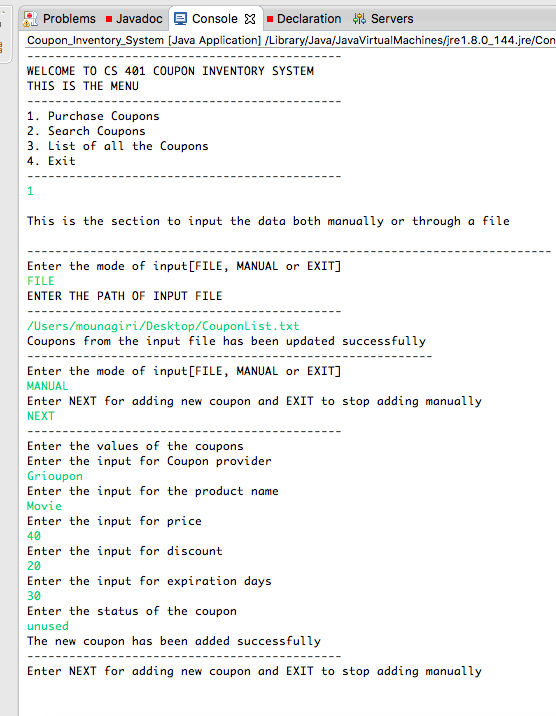 Problems Javadoc Console Declaration Servers
Coupon_Inventory_System [Java Application] /Library/Java/JavaVirtualMachines/jre1.8.0_144.jre/Con
---------------------------------------------
WELCOME TO CS 401 COUPON INVENTORY SYSTEM
THIS IS THE MENU
---------------------------------------------
1. Purchase Coupons
2. Search Coupons
3. List of all the Coupons
4. Exit
---------------------------------------------
1
This is the section to input the data both manually or through a file
---------------------------------------------------------------------------
Enter the mode of input[FILE, MANUAL or EXIT]
FILE
ENTER THE PATH OF INPUT FILE
---------------------------------------------
/Users/mounagiri/Desktop/CouponList.txt
Coupons from the input file has been updated successfully
----------------------------------------------------------
Enter the mode of input[FILE, MANUAL or EXIT]
MANUAL
Enter NEXT for adding new coupon and EXIT to stop adding manually
NEXT
---------------------------------------------
Enter the values of the coupons
Enter the input for Coupon provider
Grioupon
Enter the input for the product name
Movie
Enter the input for price
40
Enter the input for discount
20
Enter the input for expiration days
30
Enter the status of the coupon
unused
The new coupon has been added successfully
---------------------------------------------
Enter NEXT for adding new coupon and EXIT to stop adding manually